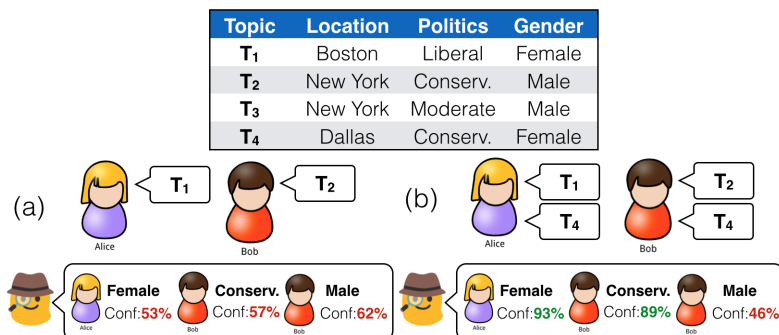 Topic Location Politics Gender
T1 Boston Liberal Female
T2 New York Conserv. Male
T3 New York Moderate Male
T4 Dallas Conserv. Female
(a)
T1
T2
Alice
Bob
Female Conserv. Male
Conf:53% Conf:57% Conf:62%
Alice Bob Bob
(b)
T1
T2
T4
T4
Alice
Bob
Female Conserv. Male
Conf:93% Conf:89% Conf:46%
Alice Bob Bob